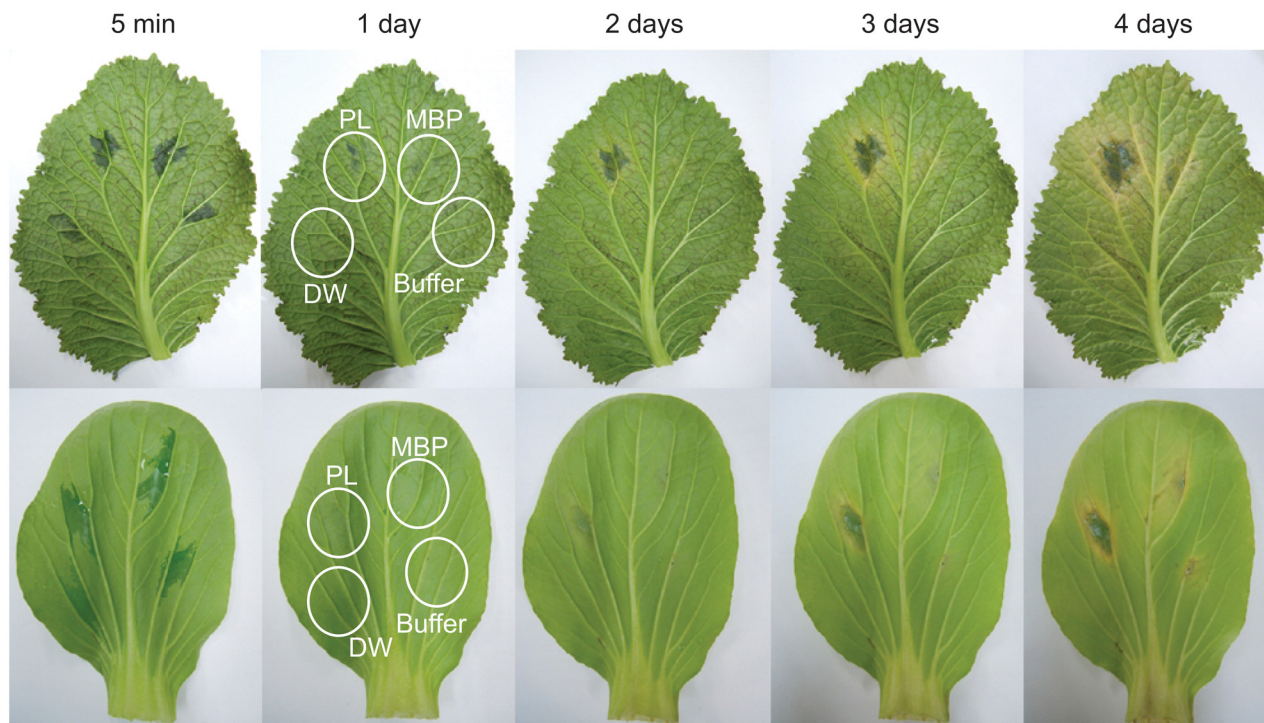 5 min
1 day
2 days
3 days
4 days
PL
MBP
DW
Buffer
MBP
PL
Buffer
DW